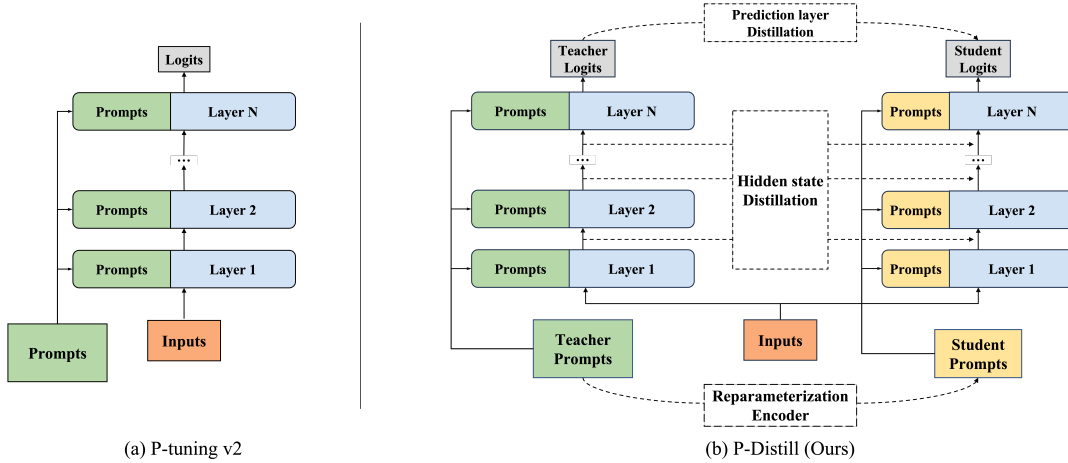 Logits
Prompts
Layer N
...
Prompts
Layer 2
Prompts
Layer 1
Prompts
Inputs
(a) P-tuning v2
Prediction layer
Distillation
Teacher
Logits
Student
Logits
Prompts
Layer N
Prompts
Layer N
...
...
Hidden state
Distillation
Prompts
Layer 2
Prompts
Layer 2
Prompts
Layer 1
Prompts
Layer 1
Teacher
Prompts
Inputs
Student
Prompts
Reparameterization
Encoder
(b) P-Distill (Ours)